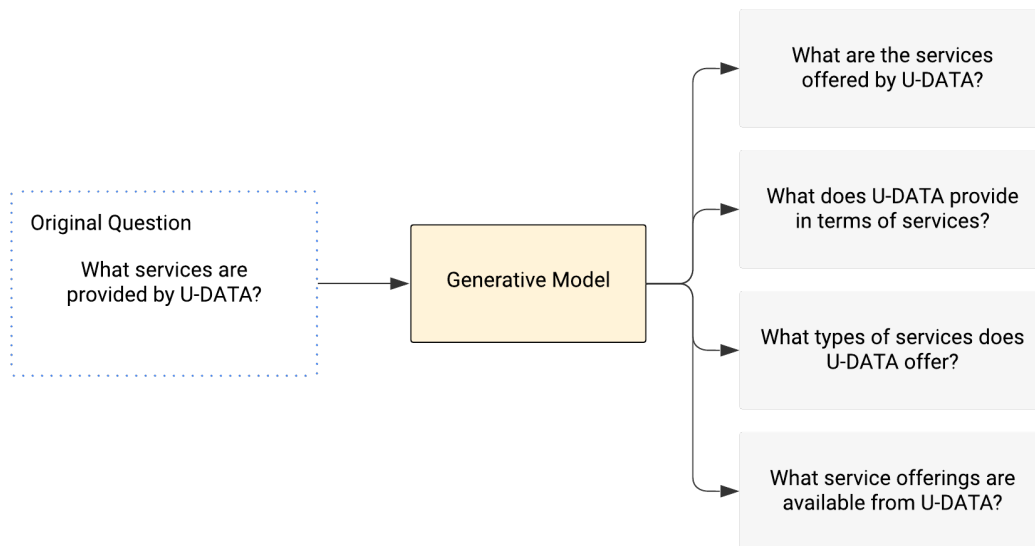 Original Question
What services are
provided by U-DATA?
Generative Model
What are the services
offered by U-DATA?
What does U-DATA provide
in terms of services?
What types of services does
U-DATA offer?
What service offerings are
available from U-DATA?